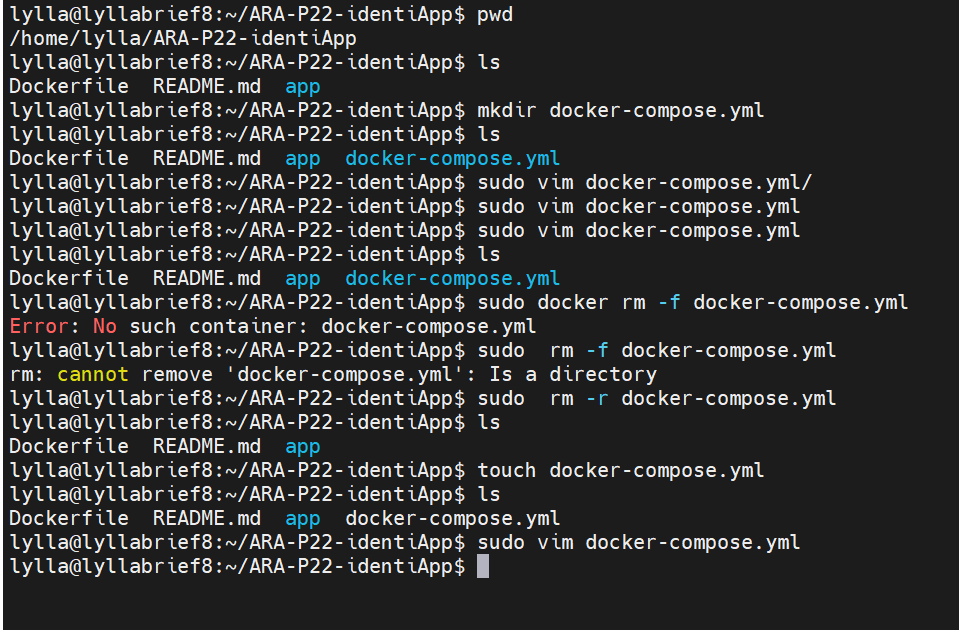 lylla@lyllabrief8:~/ARA-P22-identiApp$ pwd
/home/lylla/ARA-P22-identiApp
lylla@lyllabrief8:~/ARA-P22-identiApp$ ls
Dockerfile  README.md  app
lylla@lyllabrief8:~/ARA-P22-identiApp$ mkdir docker-compose.yml
lylla@lyllabrief8:~/ARA-P22-identiApp$ ls
Dockerfile  README.md  app  docker-compose.yml
lylla@lyllabrief8:~/ARA-P22-identiApp$ sudo vim docker-compose.yml/
lylla@lyllabrief8:~/ARA-P22-identiApp$ sudo vim docker-compose.yml
lylla@lyllabrief8:~/ARA-P22-identiApp$ sudo vim docker-compose.yml
lylla@lyllabrief8:~/ARA-P22-identiApp$ ls
Dockerfile  README.md  app  docker-compose.yml
lylla@lyllabrief8:~/ARA-P22-identiApp$ sudo docker rm -f docker-compose.yml
Error: No such container: docker-compose.yml
lylla@lyllabrief8:~/ARA-P22-identiApp$ sudo  rm -f docker-compose.yml
rm: cannot remove 'docker-compose.yml': Is a directory
lylla@lyllabrief8:~/ARA-P22-identiApp$ sudo  rm -r docker-compose.yml
lylla@lyllabrief8:~/ARA-P22-identiApp$ ls
Dockerfile  README.md  app
lylla@lyllabrief8:~/ARA-P22-identiApp$ touch docker-compose.yml
lylla@lyllabrief8:~/ARA-P22-identiApp$ ls
Dockerfile  README.md  app  docker-compose.yml
lylla@lyllabrief8:~/ARA-P22-identiApp$ sudo vim docker-compose.yml
lylla@lyllabrief8:~/ARA-P22-identiApp$